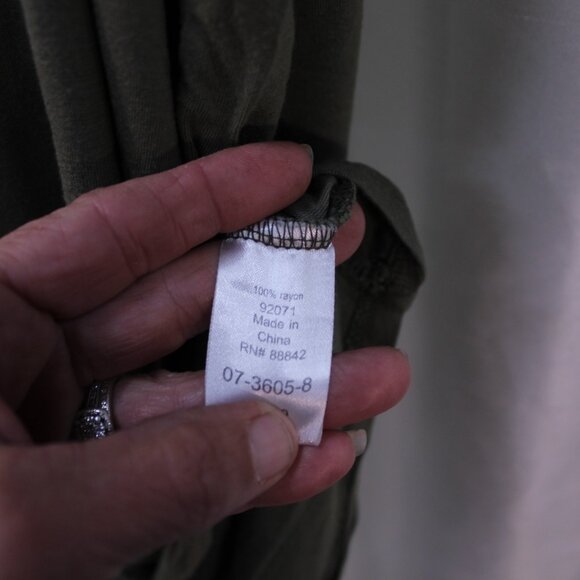 100% rayon
92071
Made in
China
RN# 88842
07-3605-8